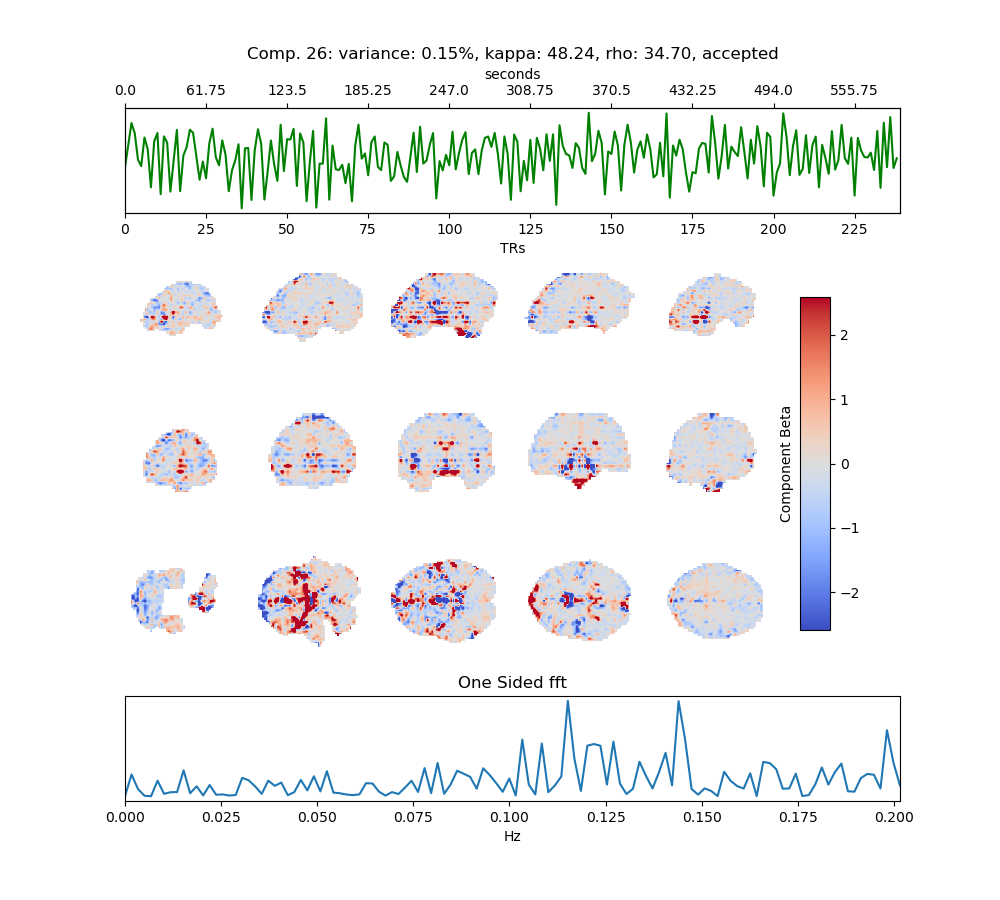 Comp. 26: variance: 0.15%, kappa: 48.24, rho: 34.70, accepted
seconds
0.0 61.75 123.5 185.25 247.0 308.75 370.5 432.25 494.0 555.75
0 25 50 75 100 125 150 175 200 225
TRs
2
1
0
−1
−2
Component Beta
One Sided fft
0.000 0.025 0.050 0.075 0.100 0.125 0.150 0.175 0.200
Hz